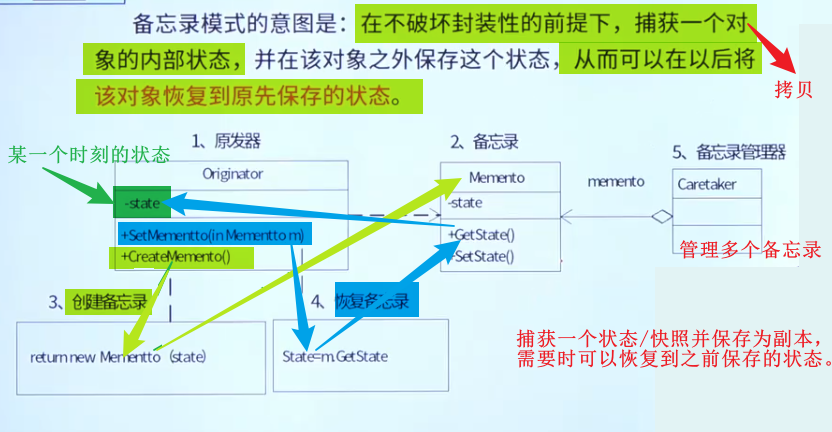 备忘录模式的意图是：在不破坏封装性的前提下，捕获一个对
象的内部状态，并在该对象之外保存这个状态，从而可以在以后将
该对象恢复到原先保存的状态。
拷贝
1、原发器
2、备忘录
5、备忘录管理器
某一个时刻的状态
Originator
Memento
memento
Caretaker
-state
-state
+SetMementto(in Mementto m)
+GetState()
+CreateMemento()
+SetState()
管理多个备忘录
3、创建备忘录
4、恢复备忘录
return new Mementto（state）
State=m.GetState
捕获一个状态/快照并保存为副本，
需要时可以恢复到之前保存的状态。